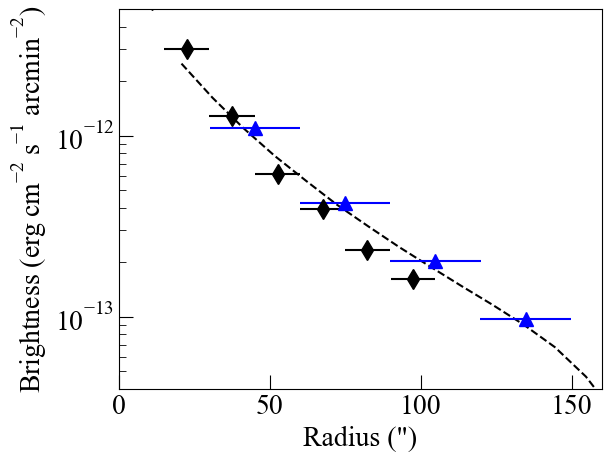 Brightness (erg cm⁻² s⁻¹ arcmin⁻²)
10⁻¹²
10⁻¹³
0 50 100 150
Radius (")